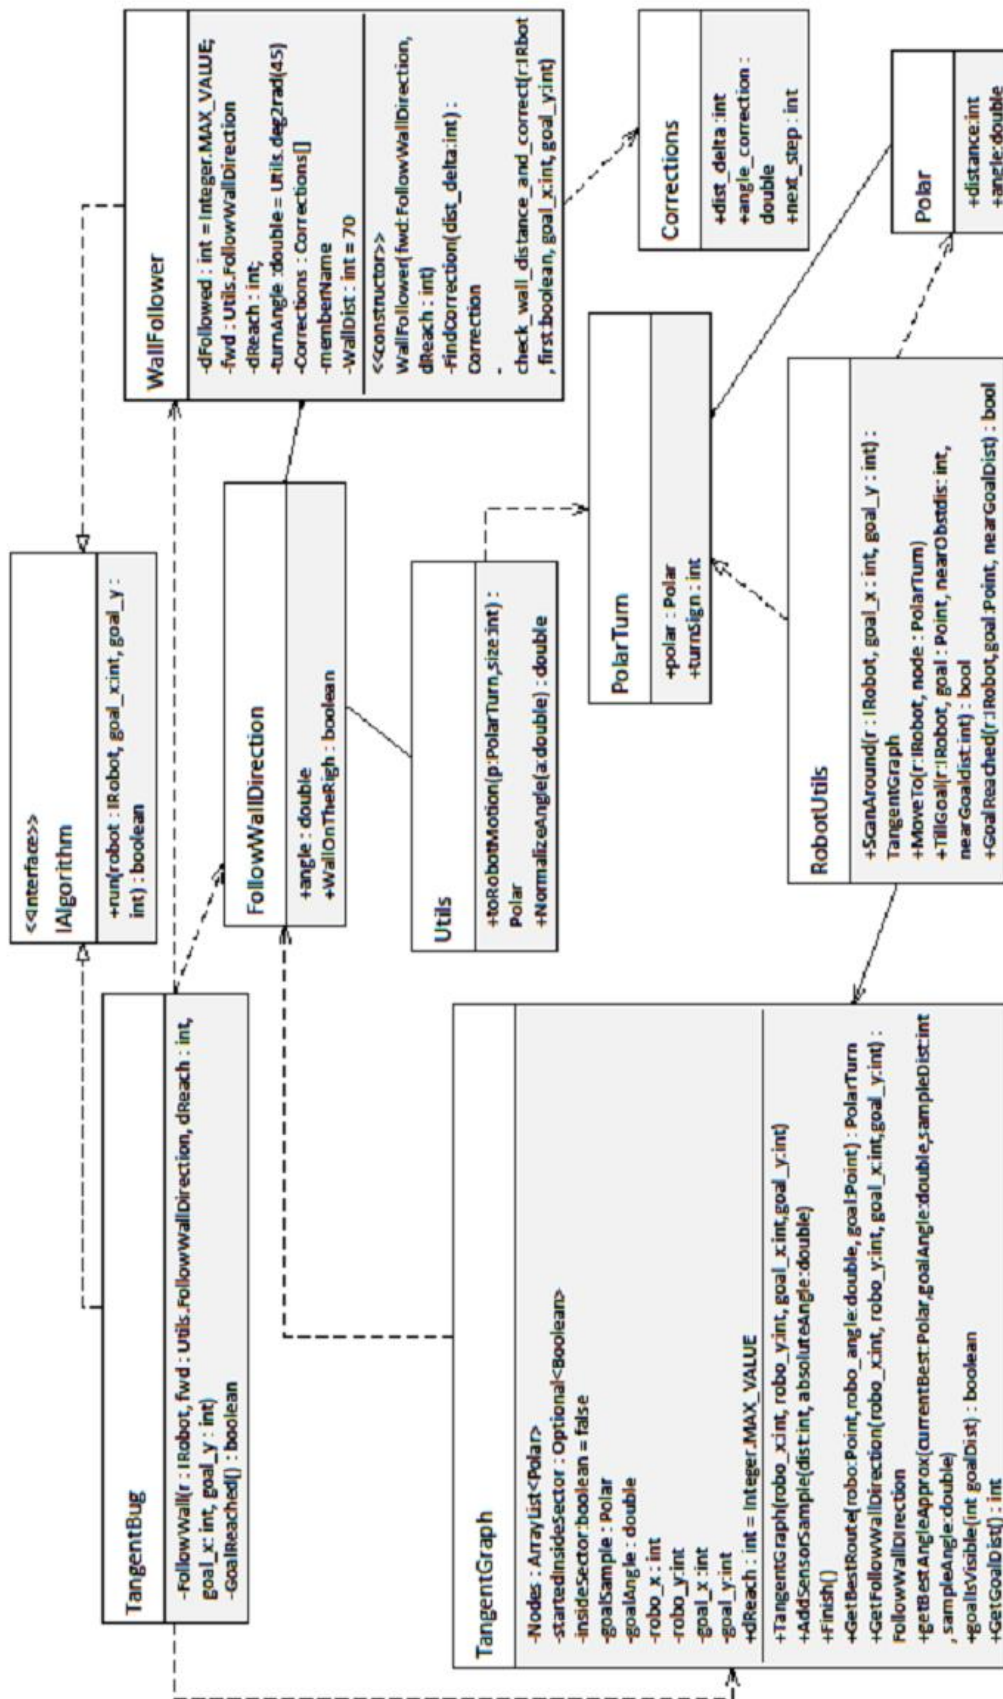 <<interface>>
IAlgorithm
+run(robot : IRobot, goal_x:int, goal_y :
int) : boolean
TangentBug
-FollowWall(r : IRobot, fwd : Utils.FollowWallDirection, dReach : int,
goal_x: int, goal_y : int)
-GoalReached() : boolean
FollowWallDirection
+angle : double
+WallOnTheRigh : boolean
WallFollower
-dFollowed : int = Integer.MAX_VALUE;
-fwd : Utils.FollowWallDirection
-dReach : int;
-turnAngle :double = Utils.deg2rad(45)
-Corrections : Corrections[]
-memberName
-WallDist : int = 70
<<constructor>>
WallFollower(fwd:FollowWallDirection,
dReach : int)
-FindCorrection(dist_delta:int) :
Correction
-
check_wall_distance_and_correct(r:IRbot
, first:boolean, goal_x:int, goal_y:int)
Utils
+toRobotMotion(p:PolarTurn,size:int) :
Polar
+NormalizeAngle(a:double) : double
TangentGraph
-Nodes : ArrayList<Polar>
-startedInsideSector : Optional<Boolean>
-insideSector:boolean = false
-goalSample : Polar
-goalAngle : double
-robo_x : int
-robo_y:int
-goal_x :int
-goal_y:int
+dReach : int = Integer.MAX_VALUE
+TangentGraph(robo_x:int, robo_y:int, goal_x:int,goal_y:int)
+AddSensorSample(dist:int, absoluteAngle:double)
+Finish()
+GetBestRoute(robo:Point,robo_angle:double, goal:Point) : PolarTurn
+GetFollowWallDirection(robo_x:int, robo_y:int, goal_x:int,goal_y:int) :
FollowWallDirection
+getBestAngleApprox(currentBest:Polar,goalAngle:double,sampleDist:int
, sampleAngle:double)
+goalIsVisible(int goalDist) : boolean
+GetGoalDist() : int
PolarTurn
+polar : Polar
+turnSign : int
Corrections
+dist_delta :int
+angle_correction :
double
+next_step : int
RobotUtils
+ScanAround(r : IRobot, goal_x : int, goal_y : int) :
TangentGraph
+MoveTo(r:IRobot, node : PolarTurn)
+TillGoal(r:IRobot, goal : Point, nearObstdis: int,
nearGoaldist:int) : bool
+GoalReached(r:IRobot,goal:Point, nearGoalDist) : bool
Polar
+distance:int
+angle:double